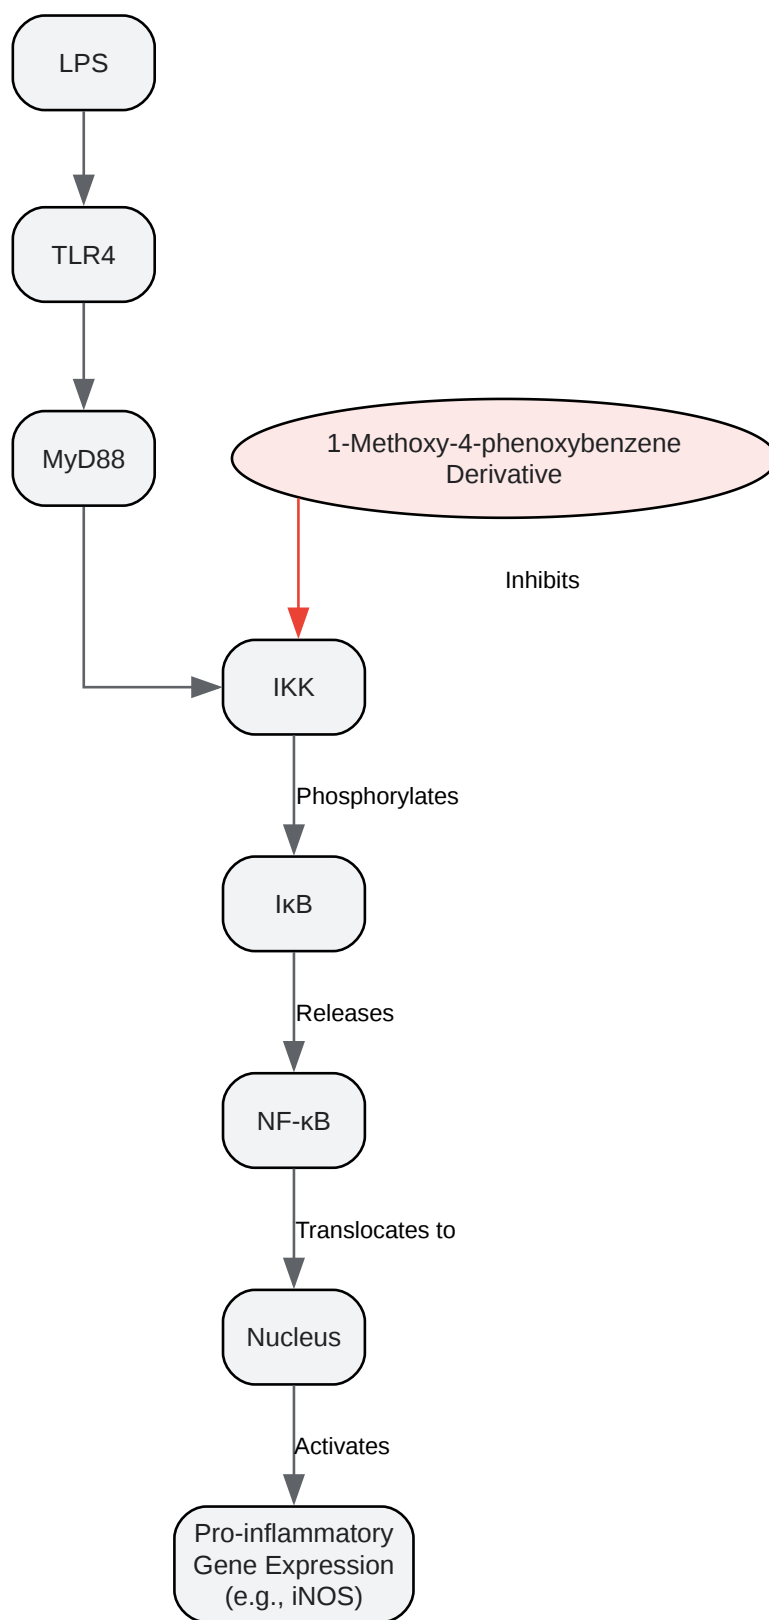 LPS
TLR4
MyD88
1-Methoxy-4-phenoxybenzene
Derivative
Inhibits
IKK
Phosphorylates
IκB
Releases
NF-κB
Translocates to
Nucleus
Activates
Pro-inflammatory
Gene Expression
(e.g., iNOS)